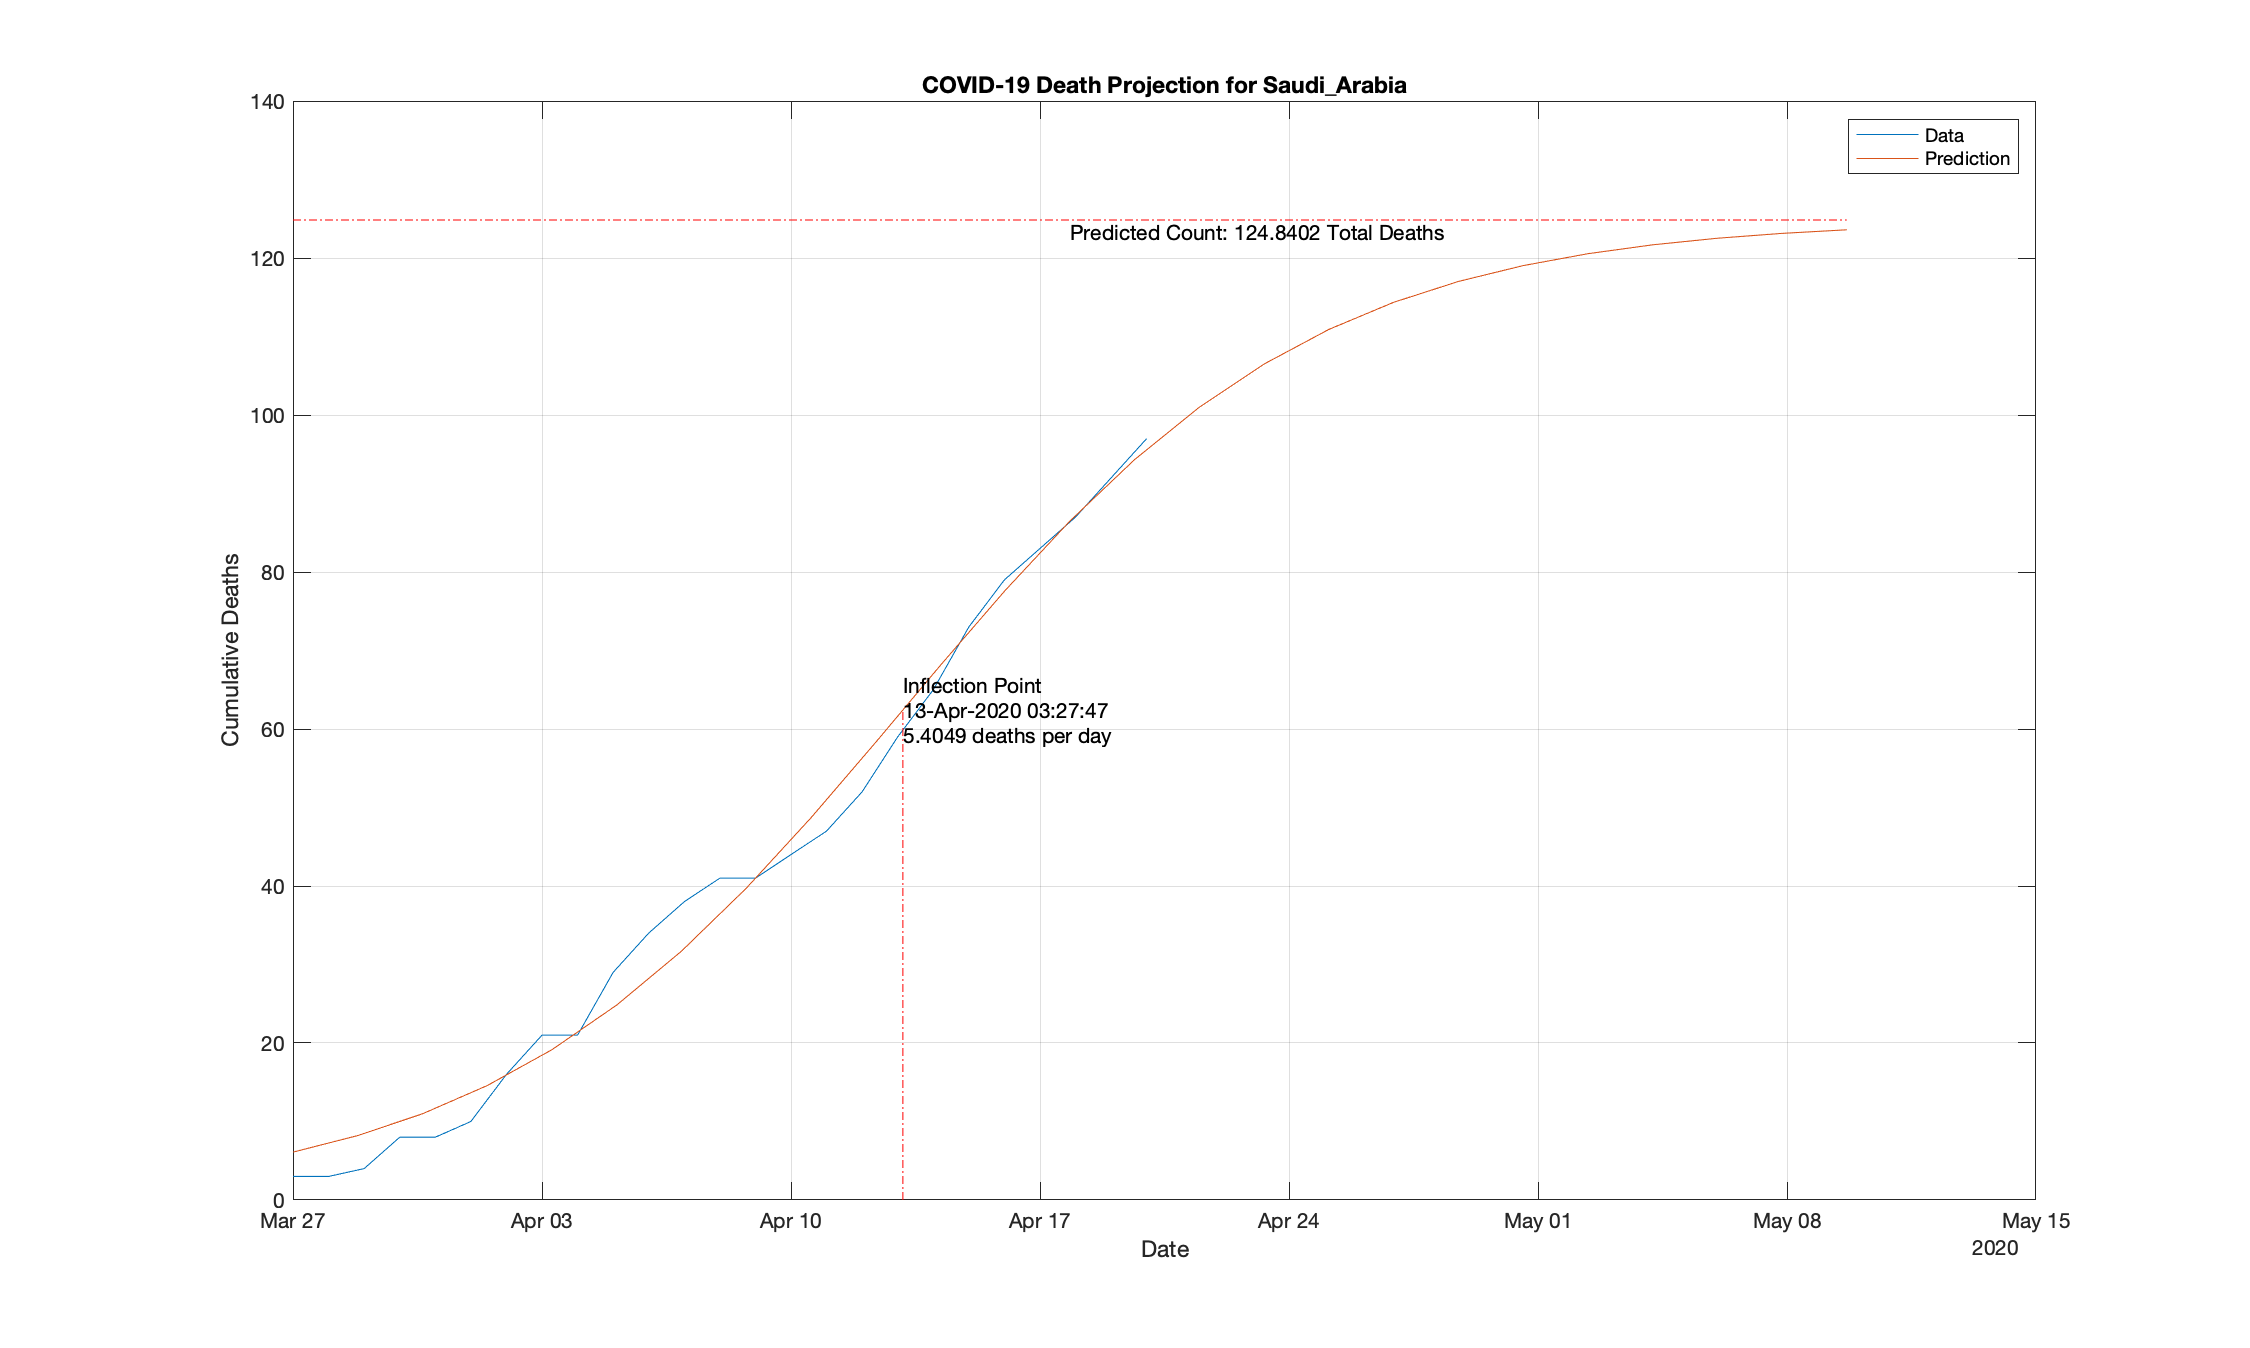 COVID-19 Death Projection for Saudi_Arabia
140
120
100
80
60
40
20
0
Cumulative Deaths
Data
Prediction
Predicted Count: 124.8402 Total Deaths
Inflection Point
13-Apr-2020 03:27:47
5.4049 deaths per day
Mar 27 Apr 03 Apr 10 Apr 17 Apr 24 May 01 May 08 May 15
Date
2020